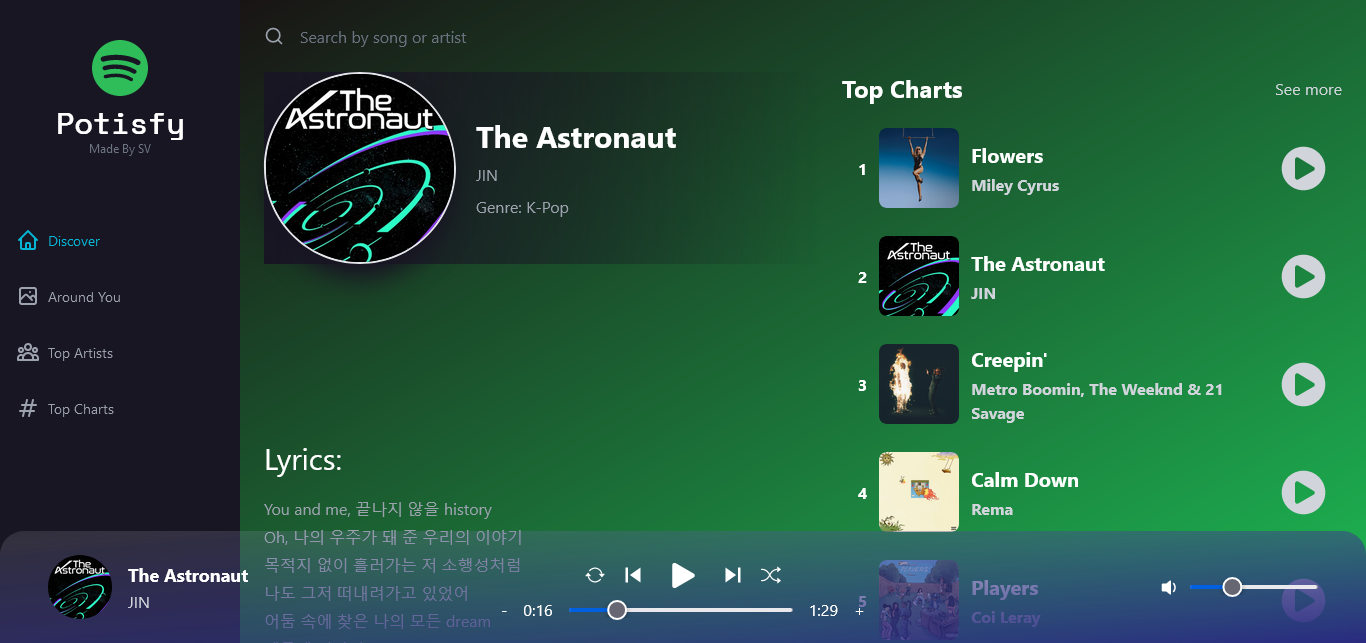 Potisfy
Made By SV
Discover
Around You
Top Artists
Top Charts
Search by song or artist
The
Astronaut
The Astronaut
JIN
Genre: K-Pop
Lyrics:
You and me, 끝나지 않을 history
Oh, 나의 우주가 돼 준 우리의 이야기
목적지 없이 흘러가는 저 소행성처럼
나도 그저 떠내려가고 있었어
어둠 속에 찾은 나의 모든 dream
Top Charts
See more
1
Flowers
Miley Cyrus
2
The
Astronaut
The Astronaut
JIN
3
Creepin'
Metro Boomin, The Weeknd & 21
Savage
4
Calm Down
Rema
5
Players
Coi Leray
The
Astronaut
The Astronaut
JIN
- 0:16 1:29 +